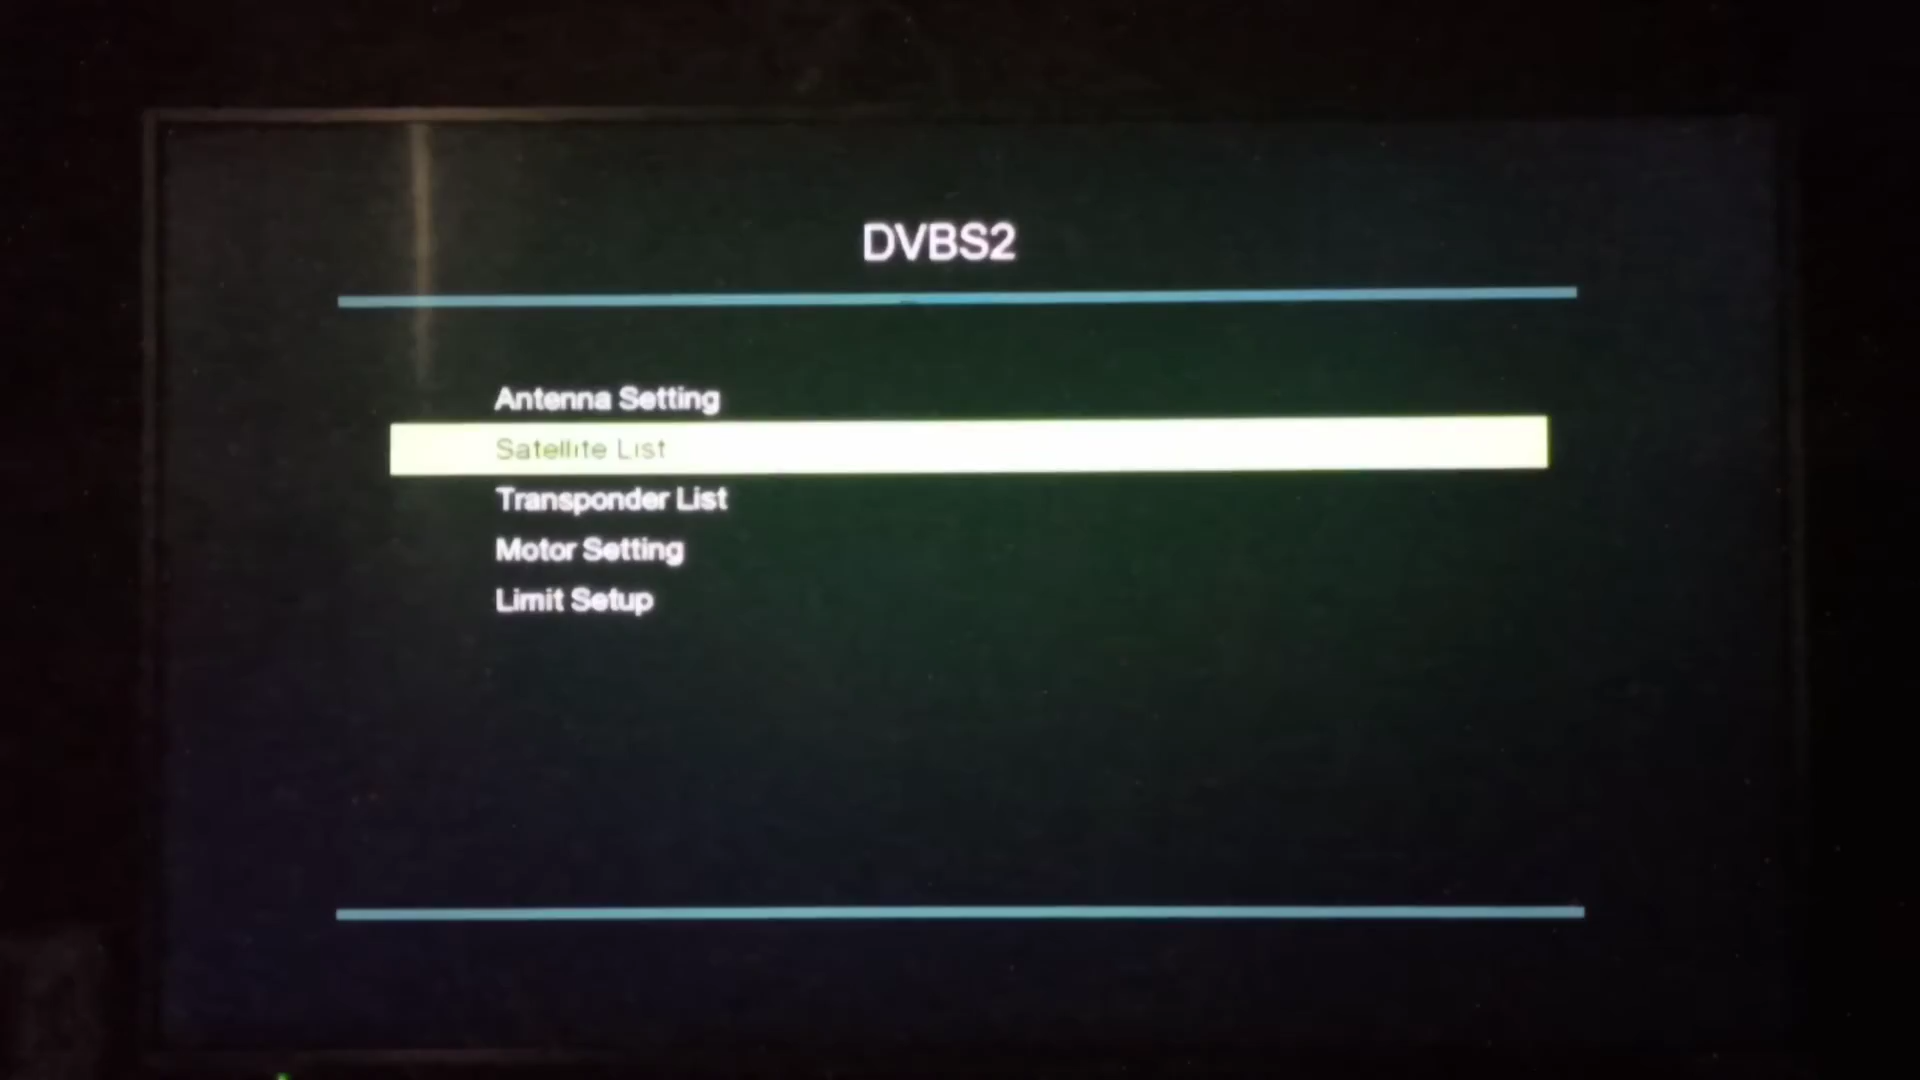 DVBS2
Antenna Setting
Satellite List
Transponder List
Motor Setting
Limit Setup